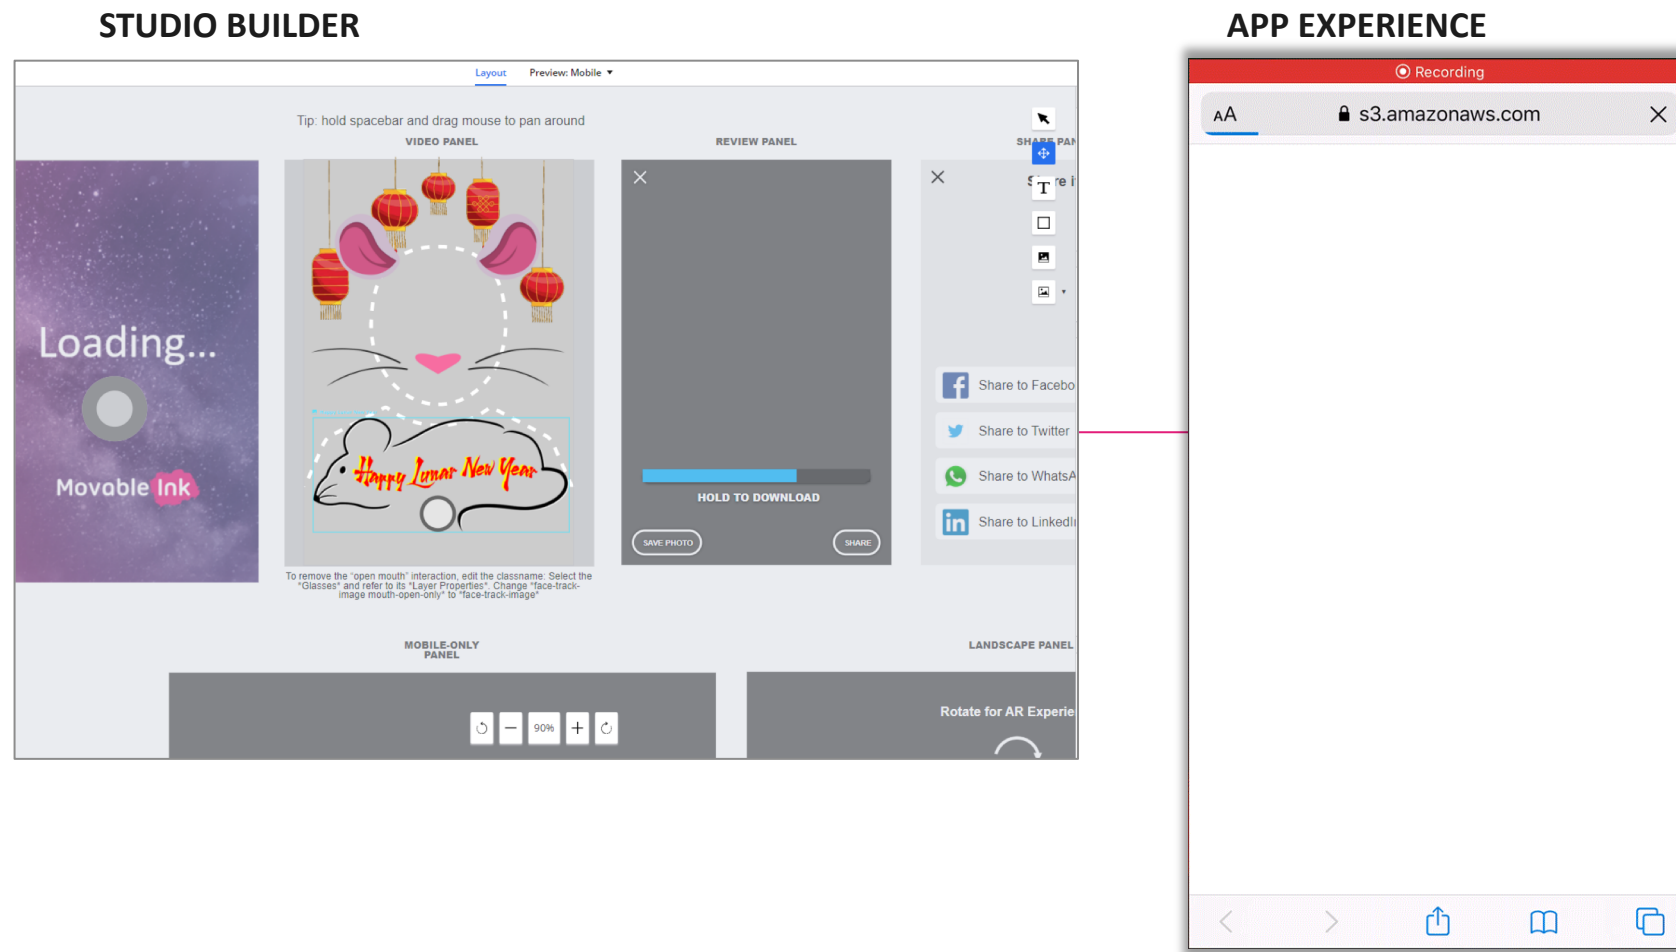 STUDIO BUILDER
APP EXPERIENCE
Layout Preview: Mobile
Tip: hold spacebar and drag mouse to pan around
VIDEO PANEL
REVIEW PANEL
Loading...
Movable Ink
Happy Lunar New Year
To remove the "open mouth" interaction, edit the classname: Select the
*Glasses* and refer to its *Layer Properties*. Change "face-track-
image mouth-open-only" to "face-track-image"
HOLD TO DOWNLOAD
SAVE PHOTO
SHARE
T
Share to Facebo
Share to Twitter
Share to WhatsA
Share to LinkedI
MOBILE-ONLY
PANEL
90%
LANDSCAPE PANEL
Rotate for AR Experie
Recording
AA s3.amazonaws.com